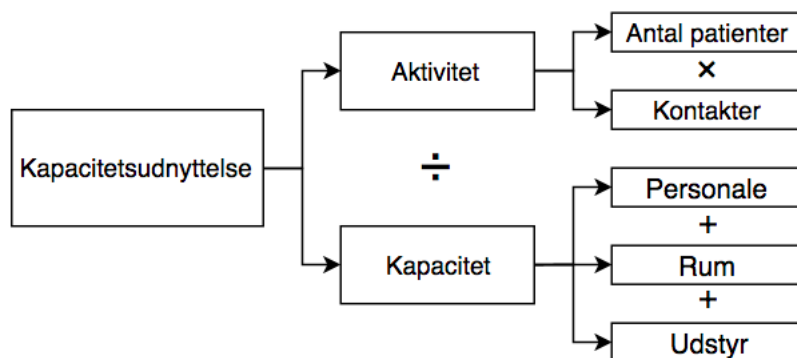 Antal patienter
×
Aktivitet
Kontakter
Kapacitetsudnyttelse
÷
Personale
+
Kapacitet
Rum
+
Udstyr